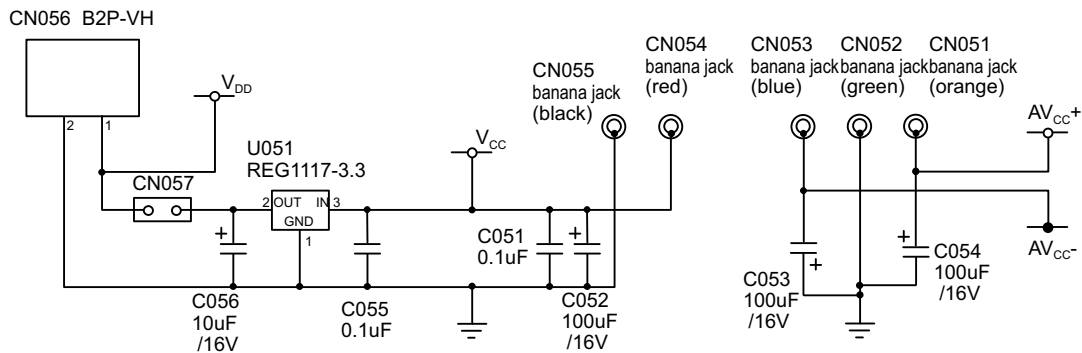 CN056 B2P-VH
2 1
VDD
CN057
U051
REG1117-3.3
2 OUT IN 3
GND
1
+
C056
10uF
/16V
C055
0.1uF
VCC
C051
0.1uF
+
C052
100uF
/16V
CN055
banana jack
(black)
CN054
banana jack
(red)
CN053
banana jack
(blue)
CN052
banana jack
(green)
CN051
banana jack
(orange)
AVCC+
AVCC-
+
C053
100uF
/16V
+
C054
100uF
/16V